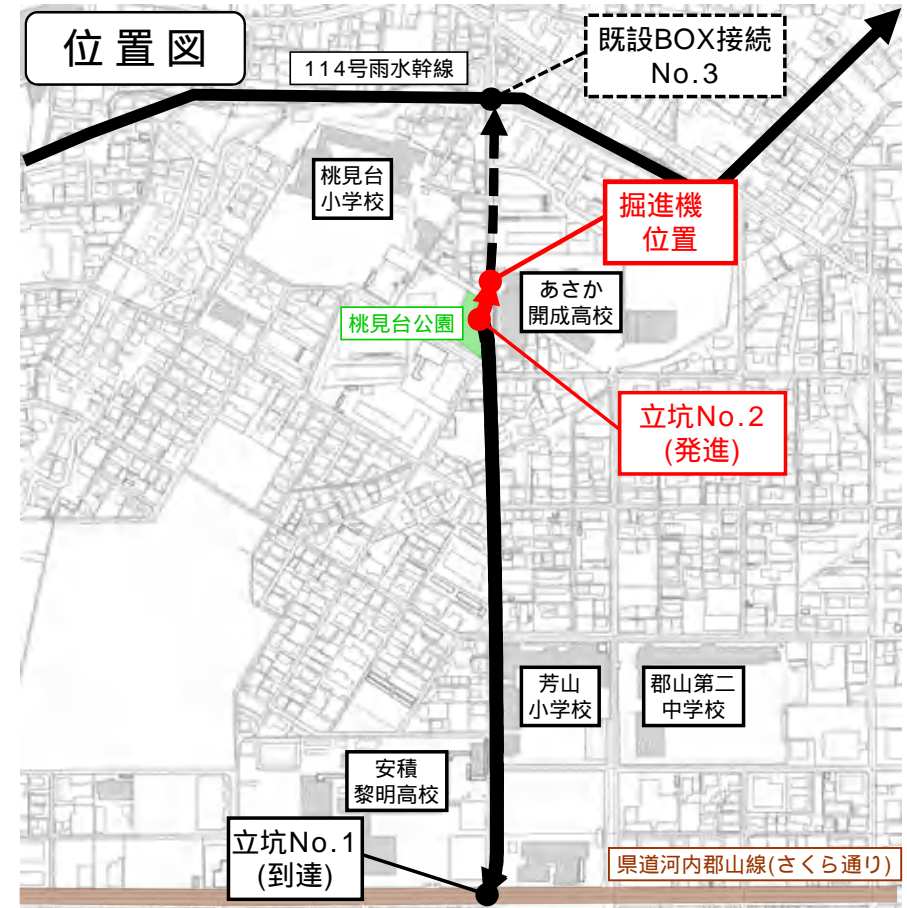 位置図
既設BOX接続
No.3
114号雨水幹線
桃見台
小学校
掘進機
位置
あさか
開成高校
桃見台公園
立坑No.2
(発進)
芳山
小学校
郡山第二
中学校
安積
黎明高校
立坑No.1
(到達)
県道河内郡山線(さくら通り)